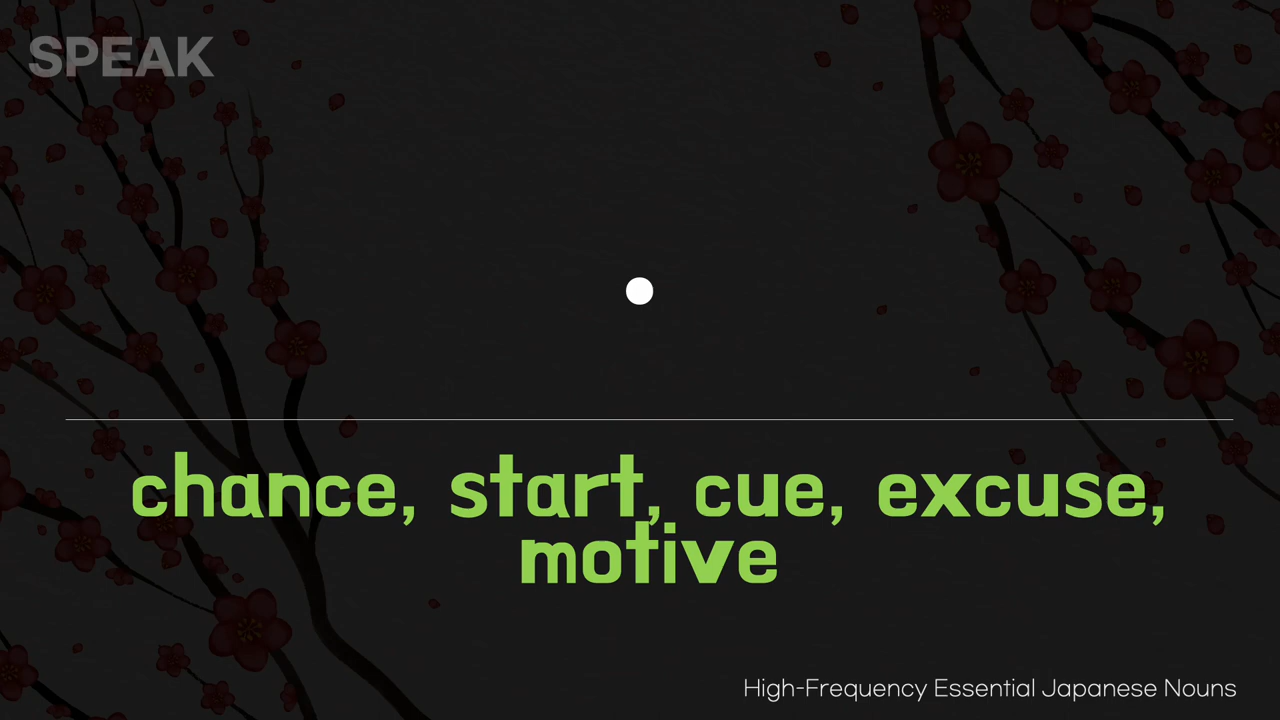 SPEAK
chance, start, cue, excuse,
motive
High-Frequency Essential Japanese Nouns